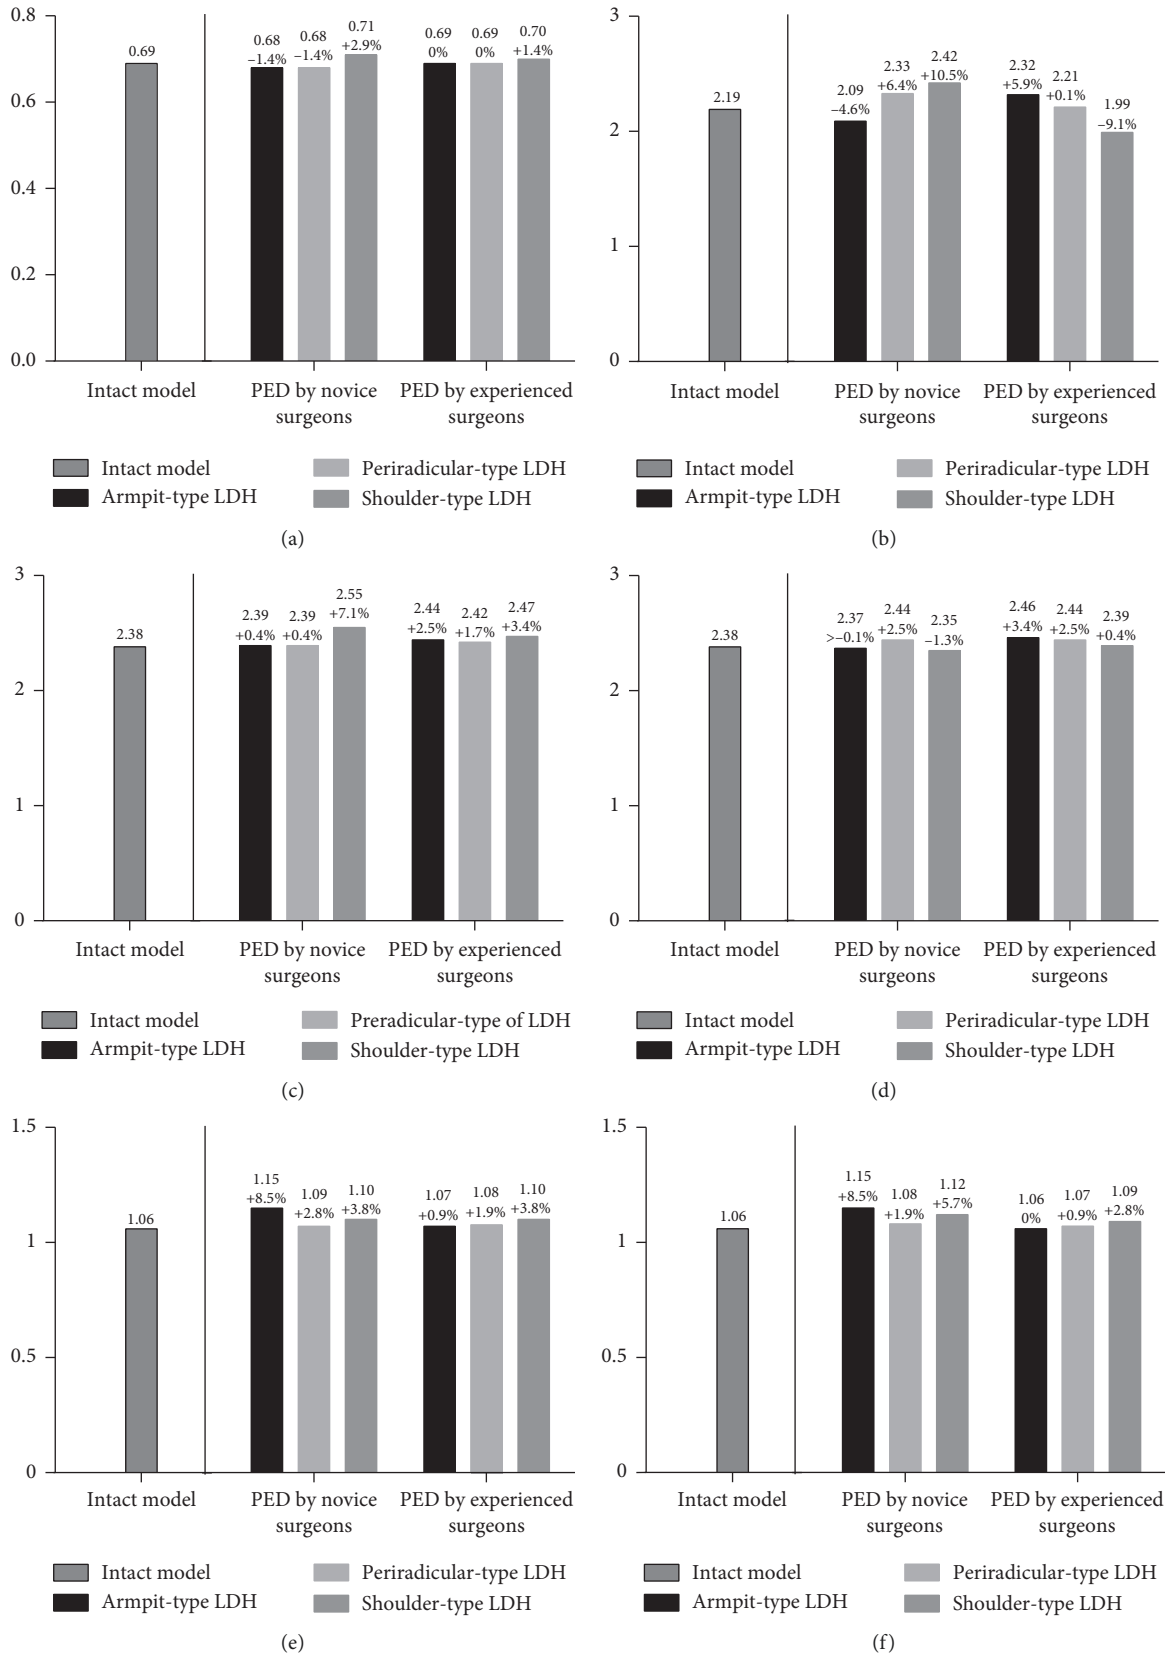 0.8
0.6
0.4
0.2
0.0
0.69
0.68
–1.4%
0.68
–1.4%
0.71
+2.9%
0.69
0%
0.69
0%
0.70
+1.4%
Intact model
PED by novice
surgeons
PED by experienced
surgeons
Intact model
Armpit-type LDH
Periradicular-type LDH
Shoulder-type LDH
(a)
3
2
1
0
2.19
2.09
–4.6%
2.33
+6.4%
2.42
+10.5%
2.32
+5.9%
2.21
+0.1%
1.99
–9.1%
Intact model
PED by novice
surgeons
PED by experienced
surgeons
Intact model
Armpit-type LDH
Periradicular-type LDH
Shoulder-type LDH
(b)
3
2
1
0
2.38
2.39
+0.4%
2.39
+0.4%
2.55
+7.1%
2.44
+2.5%
2.42
+1.7%
2.47
+3.4%
Intact model
PED by novice
surgeons
PED by experienced
surgeons
Intact model
Armpit-type LDH
Preradicular-type of LDH
Shoulder-type LDH
(c)
3
2
1
0
2.38
2.37
>–0.1%
2.44
+2.5%
2.35
–1.3%
2.46
+3.4%
2.44
+2.5%
2.39
+0.4%
Intact model
PED by novice
surgeons
PED by experienced
surgeons
Intact model
Armpit-type LDH
Periradicular-type LDH
Shoulder-type LDH
(d)
1.5
1
0.5
0
1.06
1.15
+8.5%
1.09
+2.8%
1.10
+3.8%
1.07
+0.9%
1.08
+1.9%
1.10
+3.8%
Intact model
PED by novice
surgeons
PED by experienced
surgeons
Intact model
Armpit-type LDH
Periradicular-type LDH
Shoulder-type LDH
(e)
1.5
1
0.5
0
1.06
1.15
+8.5%
1.08
+1.9%
1.12
+5.7%
1.06
0%
1.07
+0.9%
1.09
+2.8%
Intact model
PED by novice
surgeons
PED by experienced
surgeons
Intact model
Armpit-type LDH
Periradicular-type LDH
Shoulder-type LDH
(f)